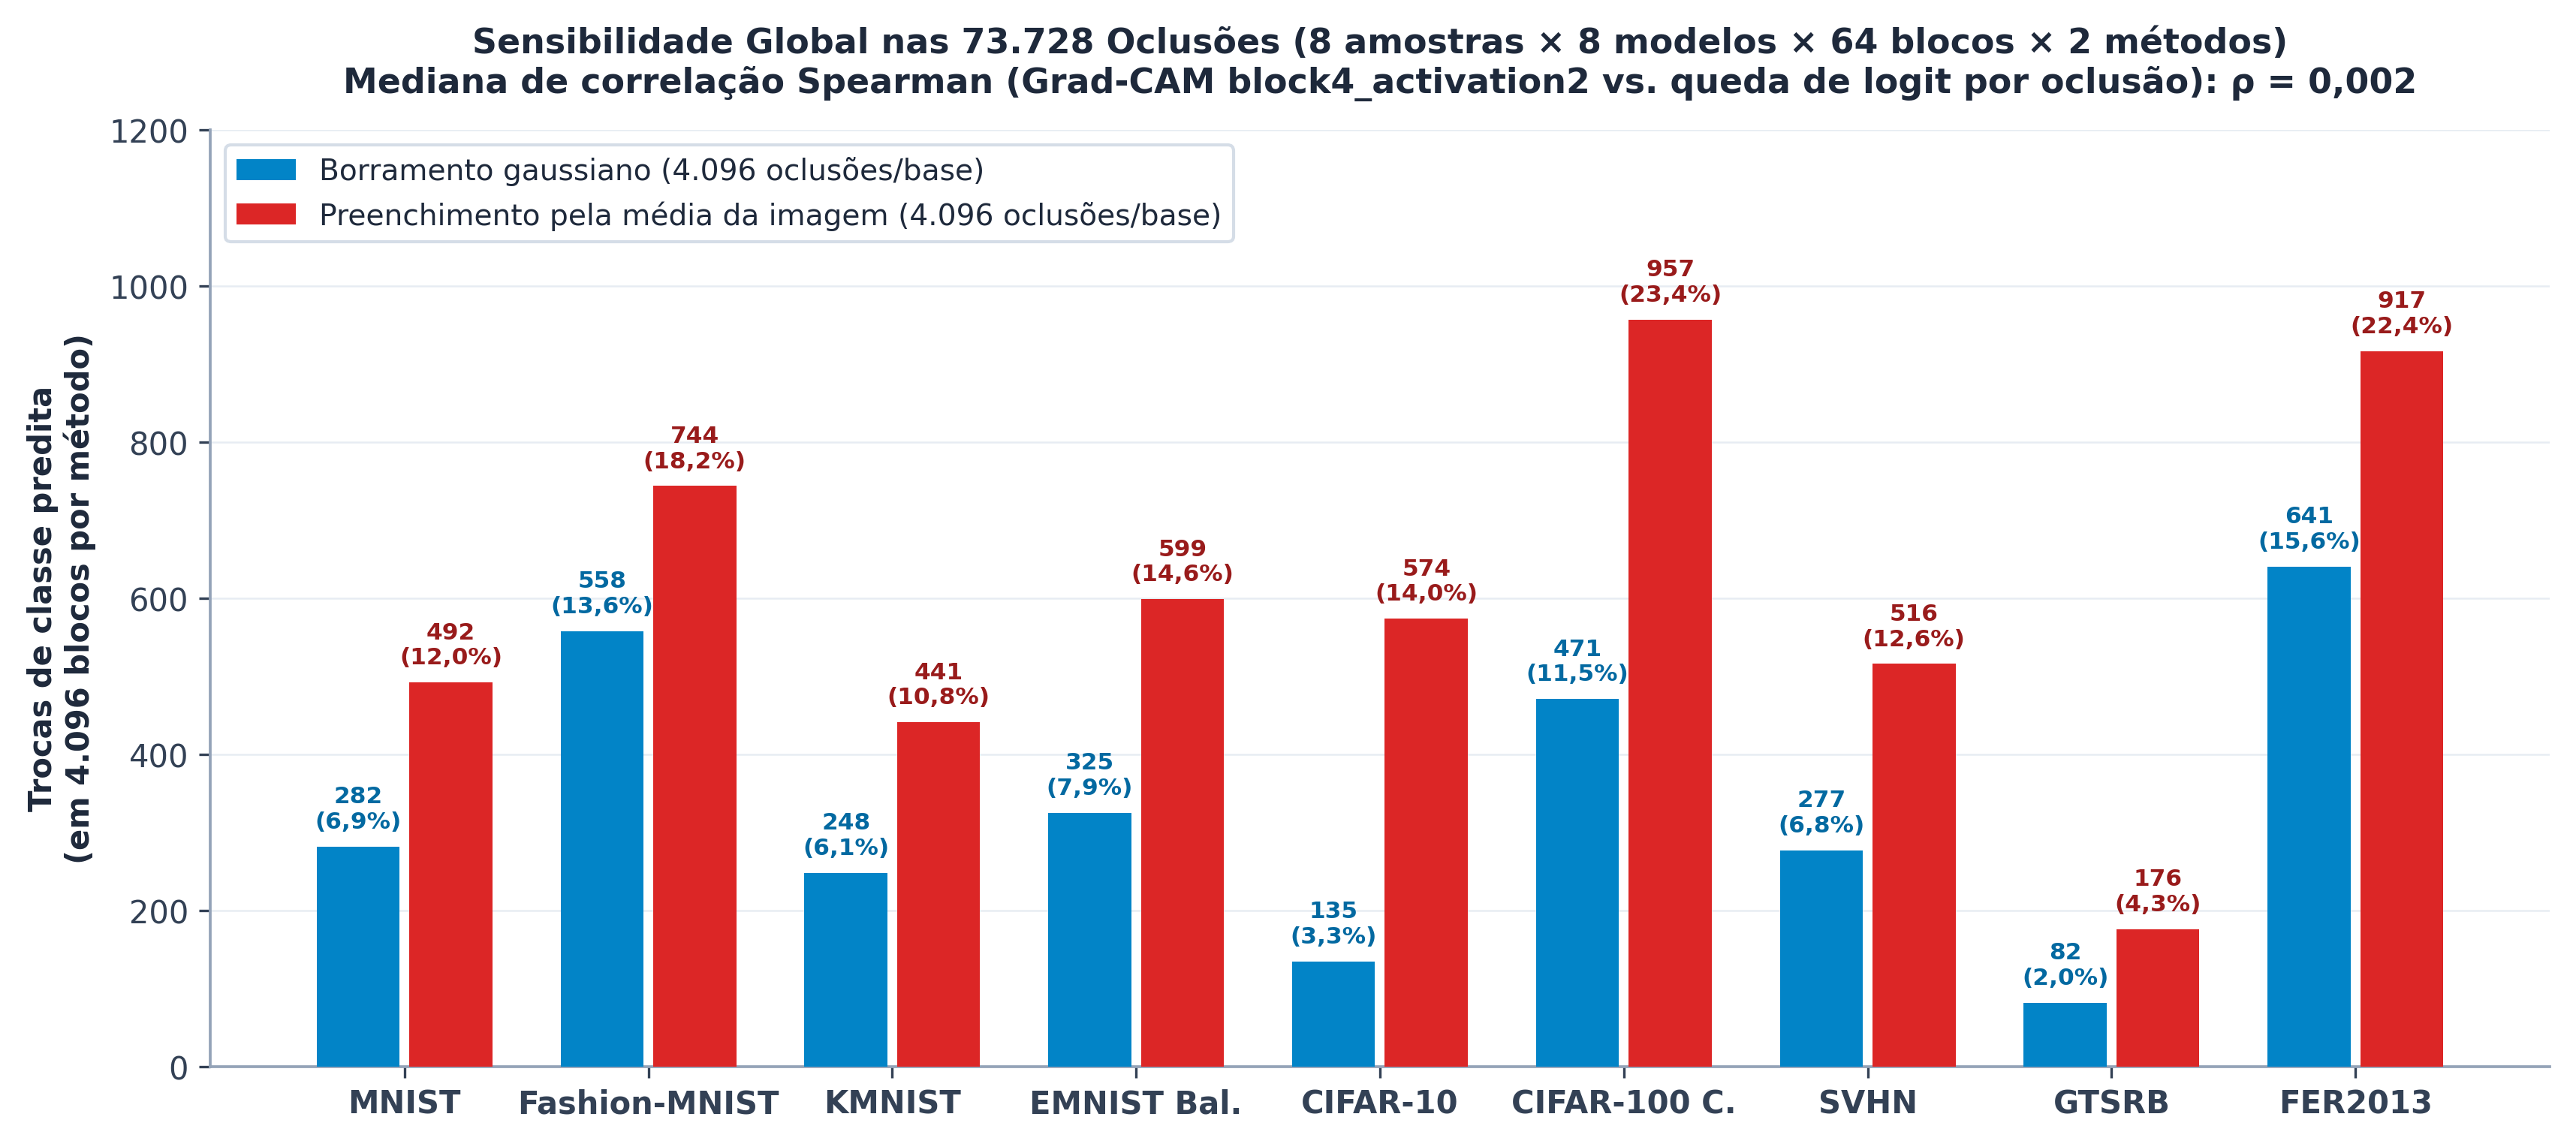 Sensibilidade Global nas 73.728 Oclusões (8 amostras × 8 modelos × 64 blocos × 2 métodos)
Mediana de correlação Spearman (Grad-CAM block4_activation2 vs. queda de logit por oclusão): ρ = 0,002
Trocas de classe predita
(em 4.096 blocos por método)
1200
1000
800
600
400
200
0
Borramento gaussiano (4.096 oclusões/base)
Preenchimento pela média da imagem (4.096 oclusões/base)
282
(6,9%)
492
(12,0%)
558
(13,6%)
744
(18,2%)
248
(6,1%)
441
(10,8%)
325
(7,9%)
599
(14,6%)
135
(3,3%)
574
(14,0%)
471
(11,5%)
957
(23,4%)
277
(6,8%)
516
(12,6%)
82
(2,0%)
176
(4,3%)
641
(15,6%)
917
(22,4%)
MNIST
Fashion-MNIST
KMNIST
EMNIST Bal.
CIFAR-10
CIFAR-100 C.
SVHN
GTSRB
FER2013